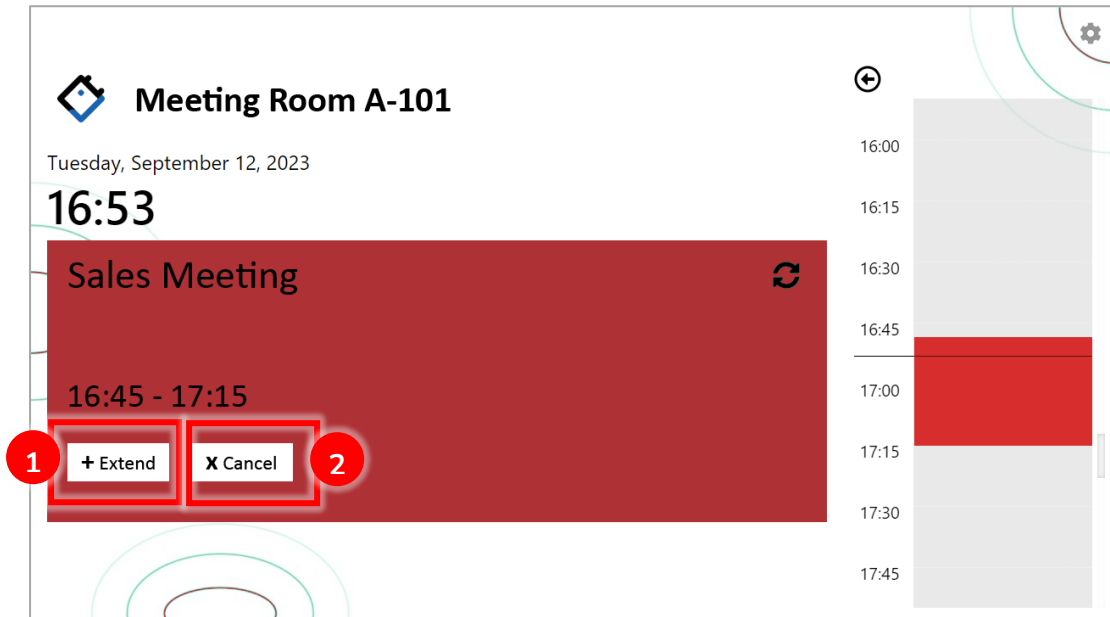 Meeting Room A-101
Tuesday, September 12, 2023
16:53
Sales Meeting
16:45 - 17:15
1
+ Extend
X Cancel
2
16:00
16:15
16:30
16:45
17:00
17:15
17:30
17:45